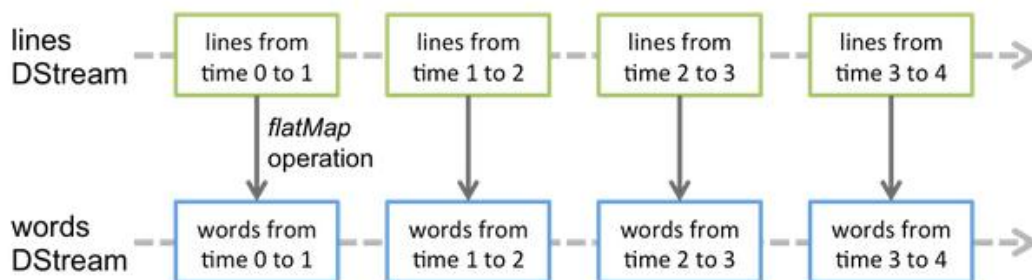 lines
DStream
lines from
time 0 to 1
lines from
time 1 to 2
lines from
time 2 to 3
lines from
time 3 to 4
flatMap
operation
words
DStream
words from
time 0 to 1
words from
time 1 to 2
words from
time 2 to 3
words from
time 3 to 4